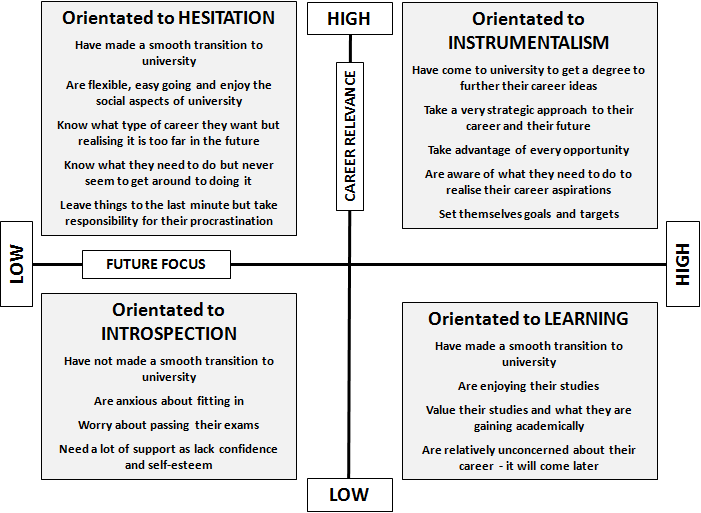 Orientated to HESITATION
Have made a smooth transition to
university
Are flexible, easy going and enjoy the
social aspects of university
Know what type of career they want but
realising it is too far in the future
Know what they need to do but never
seem to get around to doing it
Leave things to the last minute but take
responsibility for their procrastination
HIGH
CAREER RELEVANCE
Orientated to
INSTRUMENTALISM
Have come to university to get a degree to
further their career ideas
Take a very strategic approach to their
career and their future
Take advantage of every opportunity
Are aware of what they need to do to
realise their career aspirations
Set themselves goals and targets
LOW
FUTURE FOCUS
HIGH
Orientated to
INTROSPECTION
Have not made a smooth transition to
university
Are anxious about fitting in
Worry about passing their exams
Need a lot of support as lack confidence
and self-esteem
Orientated to LEARNING
Have made a smooth transition to
university
Are enjoying their studies
Value their studies and what they are
gaining academically
Are relatively unconcerned about their
career - it will come later
LOW